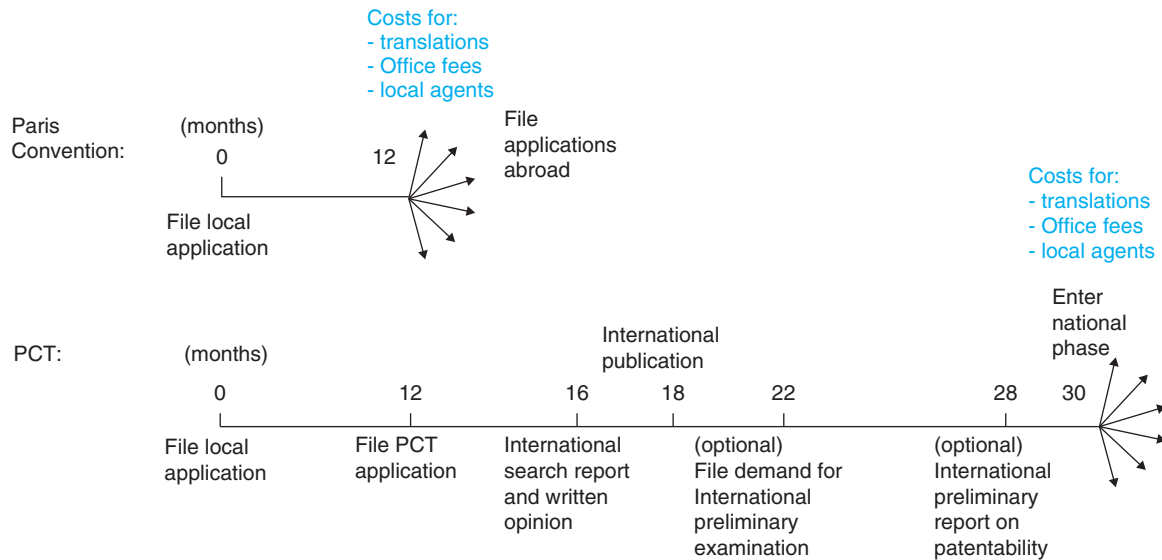 Costs for:
- translations
- Office fees
- local agents
Paris
Convention:
(months)
0
12
File
applications
abroad
File local
application
Costs for:
- translations
- Office fees
- local agents
Enter
national
phase
PCT:
(months)
International
publication
0
12
16
18
22
28
30
File local
application
File PCT
application
International
search report
and written
opinion
(optional)
File demand for
International
preliminary
examination
(optional)
International
preliminary
report on
patentability